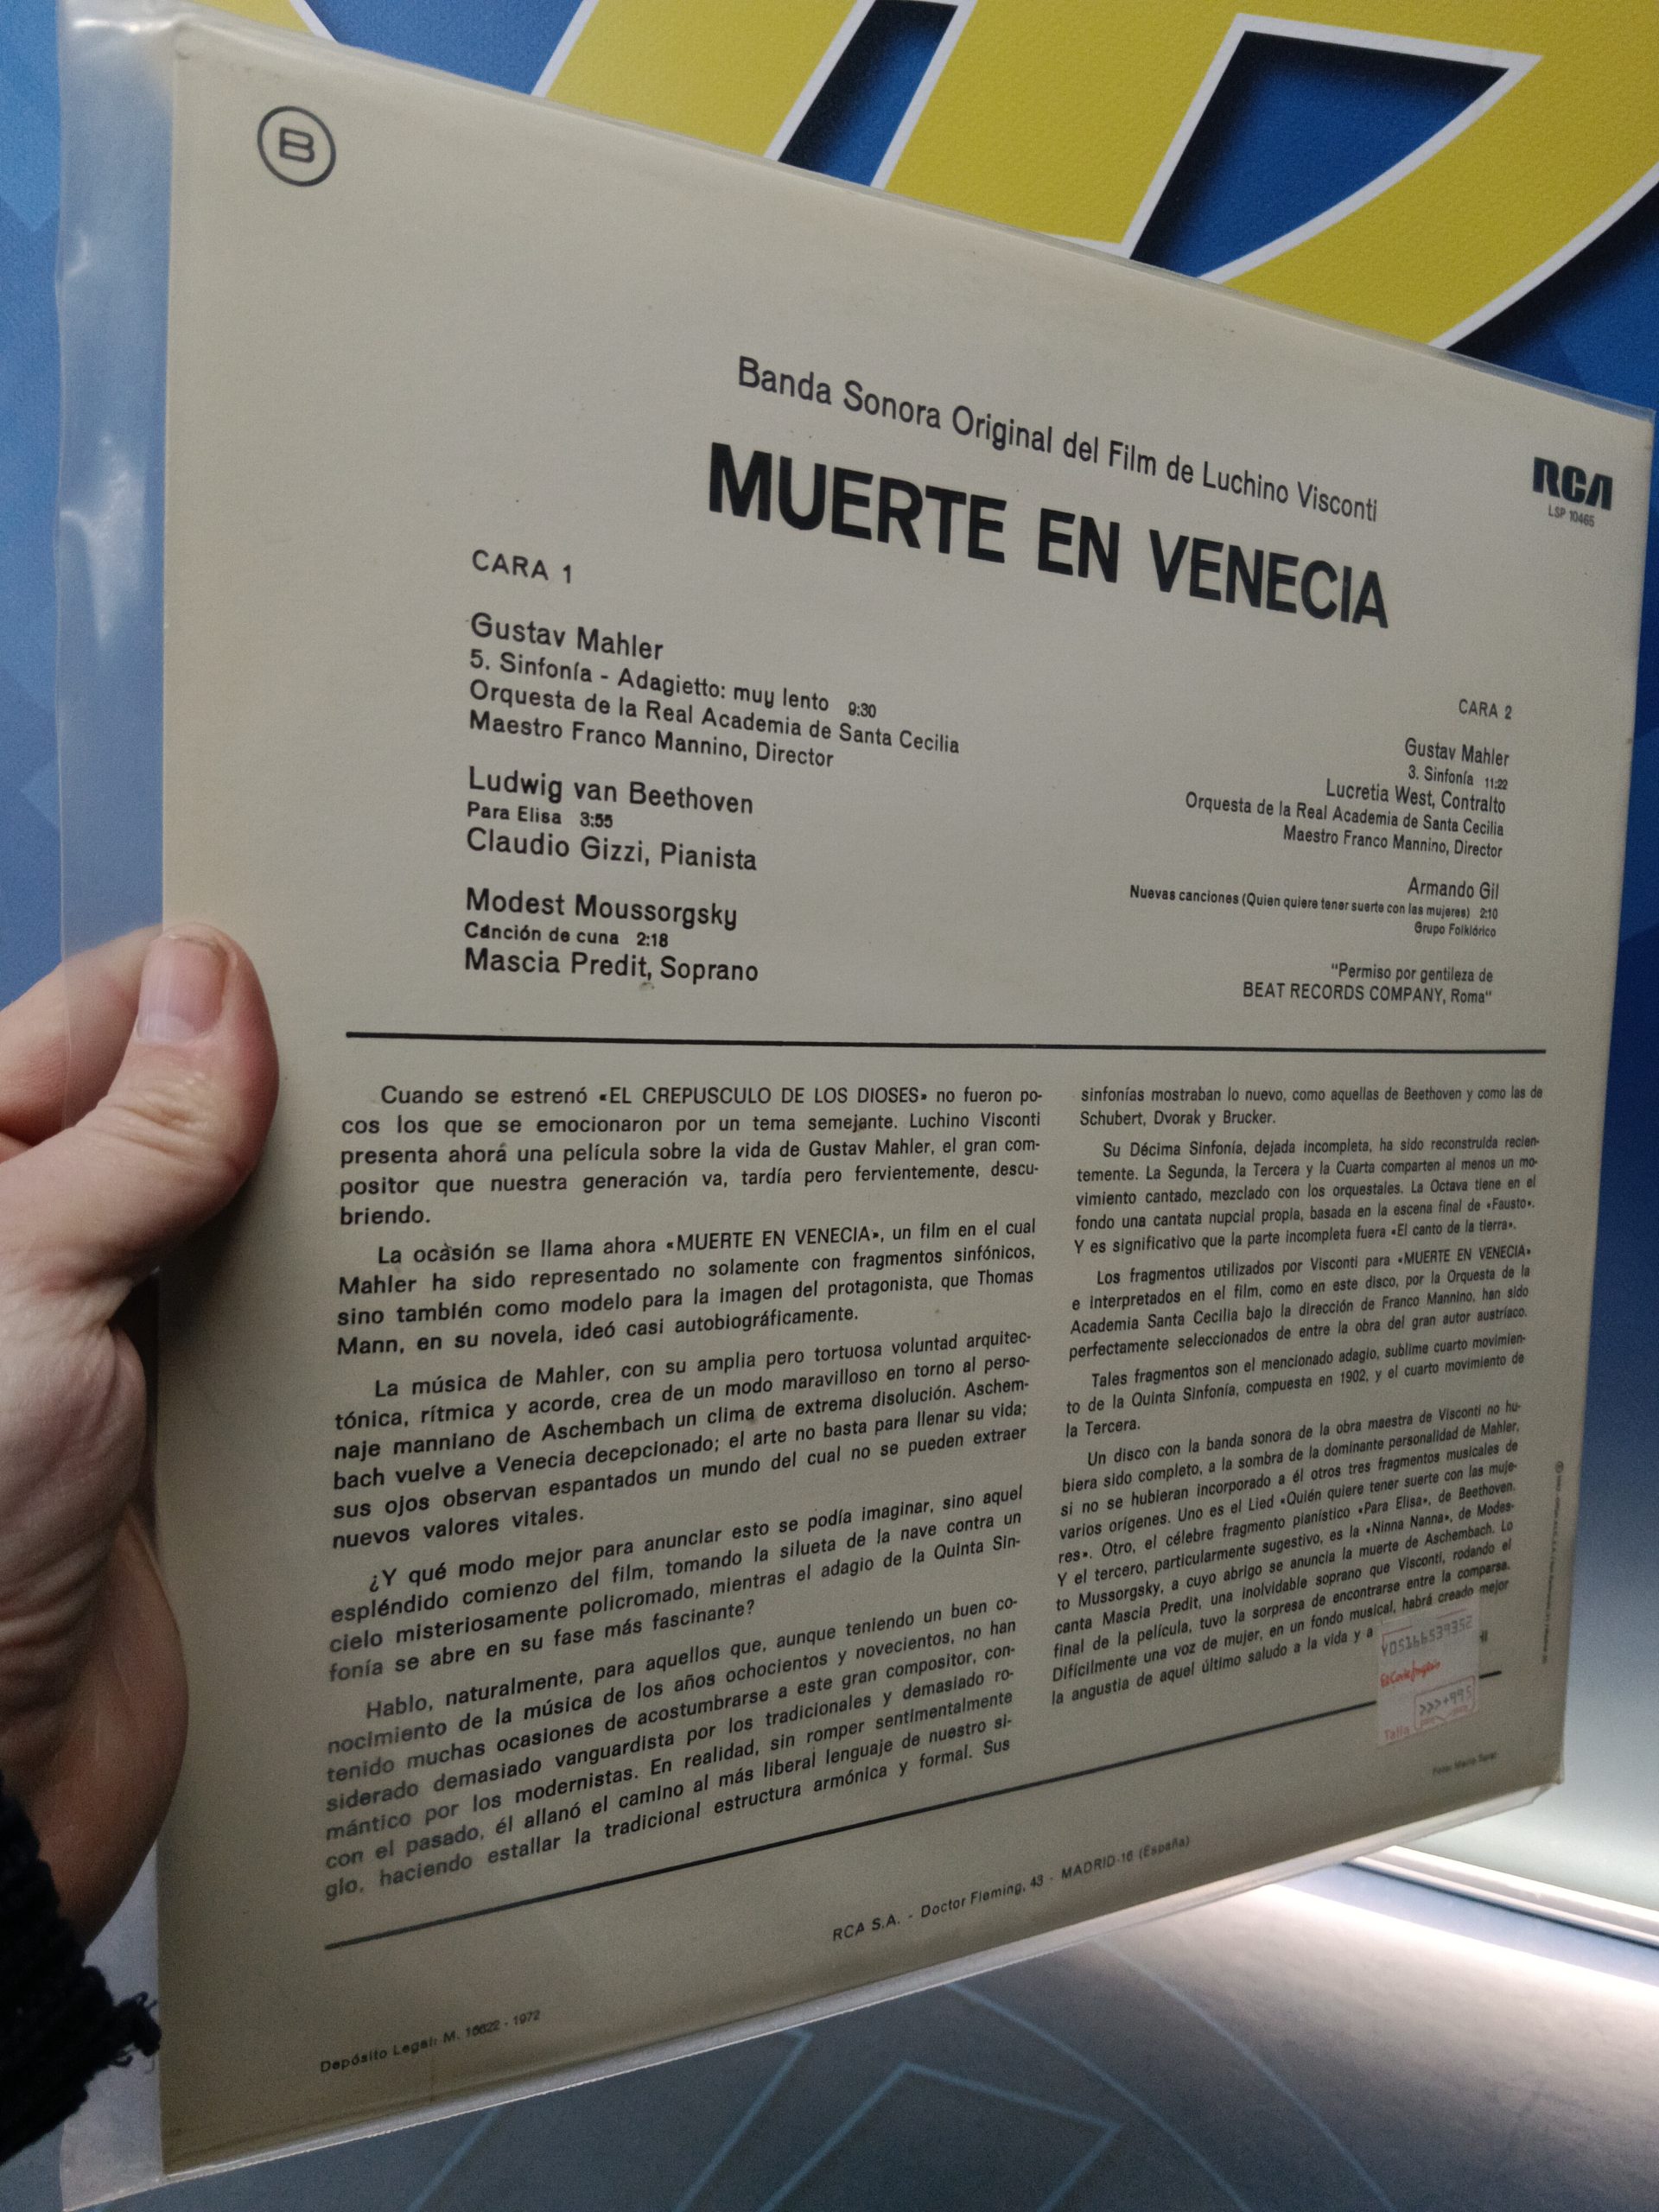 B
Banda Sonora Original del Film de Luchino Visconti
MUERTE EN VENECIA
RCA
LSP 10465
CARA 1
Gustav Mahler
5. Sinfonía - Adagietto: muy lento 9:30
Orquesta de la Real Academia de Santa Cecilia
Maestro Franco Mannino, Director
Ludwig van Beethoven
Para Elisa 3:55
Claudio Gizzi, Pianista
Modest Moussorgsky
Canción de cuna 2:18
Mascia Predit, Soprano
CARA 2
Gustav Mahler
3. Sinfonía 11:22
Lucretia West, Contralto
Orquesta de la Real Academia de Santa Cecilia
Maestro Franco Mannino, Director
Armando Gil
Nuevas canciones (Quien quiere tener suerte con las mujeres) 2:10
Grupo Folklórico
"Permiso por gentileza de
BEAT RECORDS COMPANY, Roma"
Cuando se estrenó «EL CREPUSCULO DE LOS DIOSES» no fueron po-
cos los que se emocionaron por un tema semejante. Luchino Visconti
presenta ahora una película sobre la vida de Gustav Mahler, el gran com-
positor que nuestra generación va, tardía pero fervientemente, descu-
briendo.
La ocasión se llama ahora «MUERTE EN VENECIA», un film en el cual
Mahler ha sido representado no solamente con fragmentos sinfónicos,
sino también como modelo para la imagen del protagonista, que Thomas
Mann, en su novela, ideó casi autobiográficamente.
La música de Mahler, con su amplia pero tortuosa voluntad arquitec-
tónica, rítmica y acorde, crea de un modo maravilloso en torno al perso-
naje manniano de Aschembach un clima de extrema disolución. Aschem-
bach vuelve a Venecia decepcionado; el arte no basta para llenar su vida;
sus ojos observan espantados un mundo del cual no se pueden extraer
nuevos valores vitales.
¿Y qué modo mejor para anunciar esto se podía imaginar, sino aquel
espléndido comienzo del film, tomando la silueta de la nave contra un
cielo misteriosamente policromado, mientras el adagio de la Quinta Sin-
fonía se abre en su fase más fascinante?
Hablo, naturalmente, para aquellos que, aunque teniendo un buen co-
nocimiento de la música de los años ochocientos y novecientos, no han
tenido muchas ocasiones de acostumbrarse a este gran compositor, con-
siderado demasiado vanguardista por los tradicionales y demasiado ro-
mántico por los modernistas. En realidad, sin romper sentimentalmente
con el pasado, él allanó el camino al más liberal lenguaje de nuestro si-
glo, haciendo estallar la tradicional estructura armónica y formal. Sus
sinfonías mostraban lo nuevo, como aquellas de Beethoven y como las de
Schubert, Dvorak y Brucker.
Su Décima Sinfonía, dejada incompleta, ha sido reconstruída recien-
temente. La Segunda, la Tercera y la Cuarta comparten al menos un mo-
vimiento cantado, mezclado con los orquestales. La Octava tiene en el
fondo una cantata nupcial propia, basada en la escena final de «Fausto».
Y es significativo que la parte incompleta fuera «El canto de la tierra».
Los fragmentos utilizados por Visconti para «MUERTE EN VENECIA»
e interpretados en el film, como en este disco, por la Orquesta de la
Academia Santa Cecilia bajo la dirección de Franco Mannino, han sido
perfectamente seleccionados de entre la obra del gran autor austríaco.
Tales fragmentos son el mencionado adagio, sublime cuarto movimien-
to de la Quinta Sinfonía, compuesta en 1902, y el cuarto movimiento de
la Tercera.
Un disco con la banda sonora de la obra maestra de Visconti no hu-
biera sido completo, a la sombra de la dominante personalidad de Mahler,
si no se hubieran incorporado a él otros tres fragmentos musicales de
varios orígenes. Uno es el Lied «Quién quiere tener suerte con las muje-
res». Otro, el célebre fragmento pianístico «Para Elisa», de Beethoven.
Y el tercero, particularmente sugestivo, es la «Ninna Nanna», de Modes-
to Mussorgsky, a cuyo abrigo se anuncia la muerte de Aschembach. Lo
canta Mascia Predit, una inolvidable soprano que Visconti, rodando el
final de la película, tuvo la sorpresa de encontrarse entre la comparsa.
Difícilmente una voz de mujer, en un fondo musical, habrá creado mejor
la angustia de aquel último saludo a la vida y a
Talla
Foto: Mario Tursi
RCA S.A. - Doctor Fleming, 43 - MADRID-16 (España)
Depósito Legal: M. 16622 - 1972